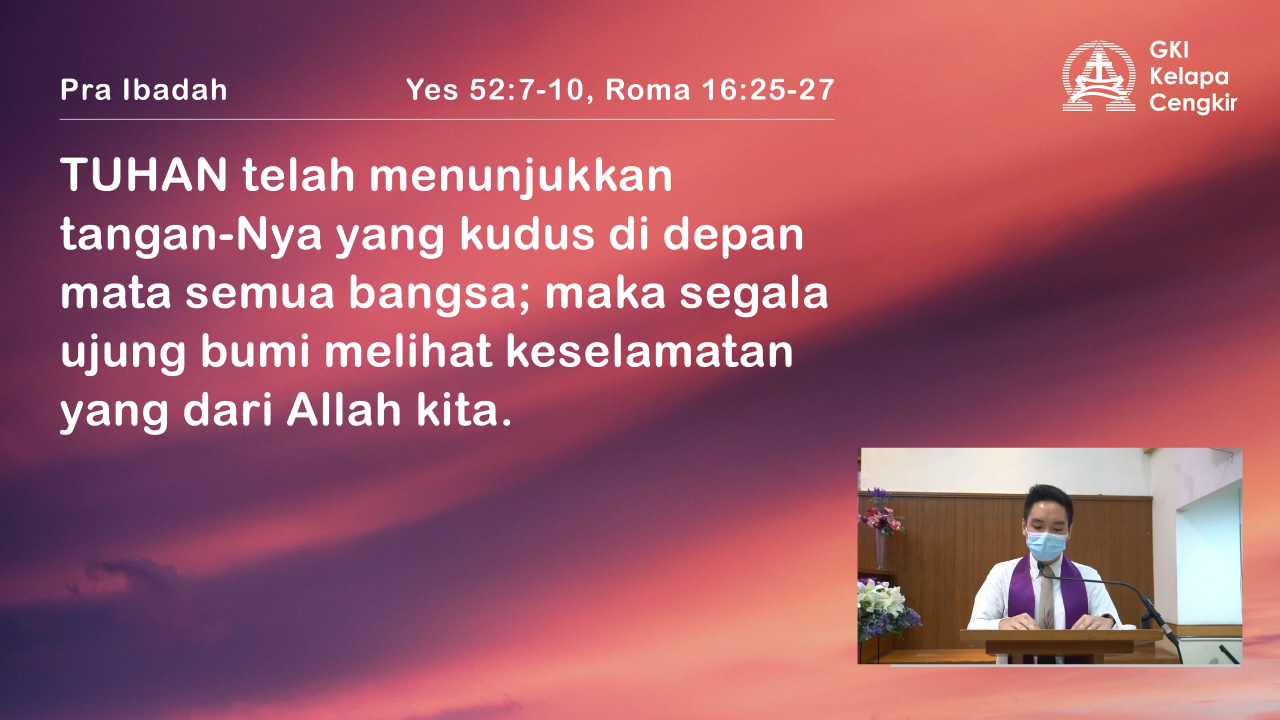 Pra Ibadah
Yes 52:7-10, Roma 16:25-27
GKI
Kelapa
Cengkir
TUHAN telah menunjukkan
tangan-Nya yang kudus di depan
mata semua bangsa; maka segala
ujung bumi melihat keselamatan
yang dari Allah kita.